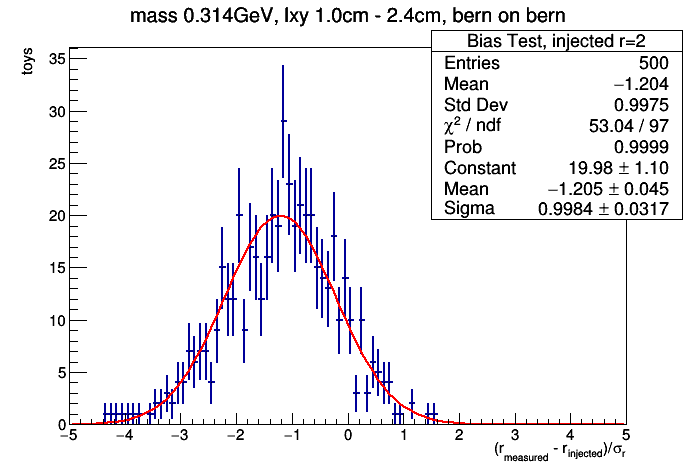 mass 0.314GeV, lxy 1.0cm - 2.4cm, bern on bern
Bias Test, injected r=2
Entries 500
Mean −1.204
Std Dev 0.9975
χ² / ndf 53.04 / 97
Prob 0.9999
Constant 19.98 ± 1.10
Mean −1.205 ± 0.045
Sigma 0.9984 ± 0.0317
toys
35
30
25
20
15
10
5
0
−5 −4 −3 −2 −1 0 1 2 3 4 5
(r_measured - r_injected)/σ_r